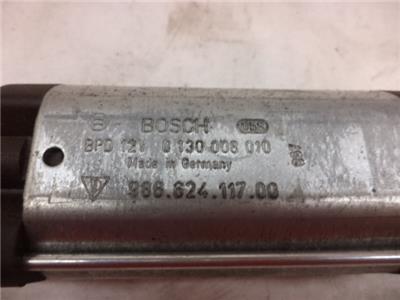 BOSCH
BPD 12V 0 130 008 010
Made in Germany
986.624.117.00